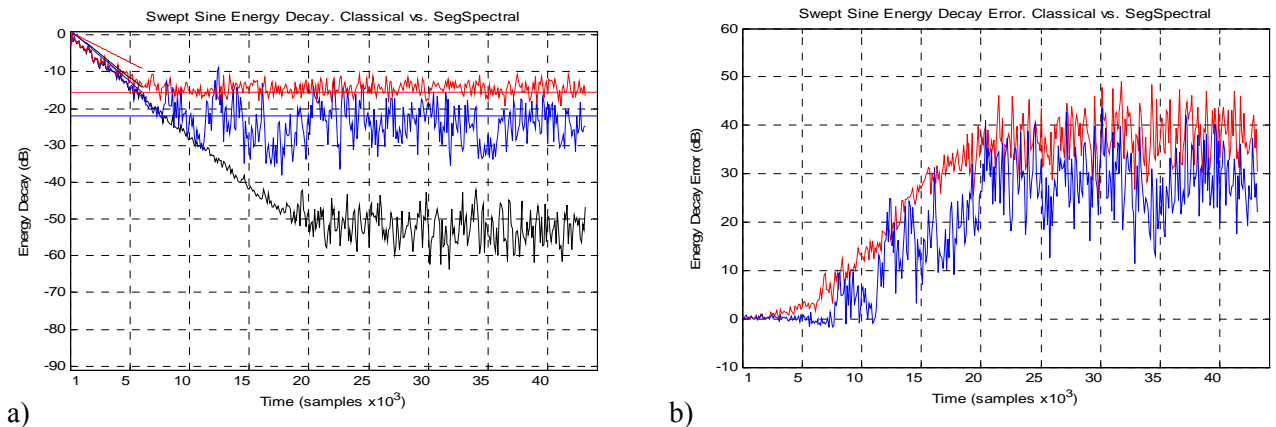 Swept Sine Energy Decay. Classical vs. SegSpectral
0
-10
-20
-30
-40
-50
-60
-70
-80
-90
Energy Decay (dB)
1 5 10 15 20 25 30 35 40
Time (samples x10³)
a)
Swept Sine Energy Decay Error. Classical vs. SegSpectral
60
50
40
30
20
10
0
-10
Energy Decay Error (dB)
1 5 10 15 20 25 30 35 40
Time (samples x10³)
b)